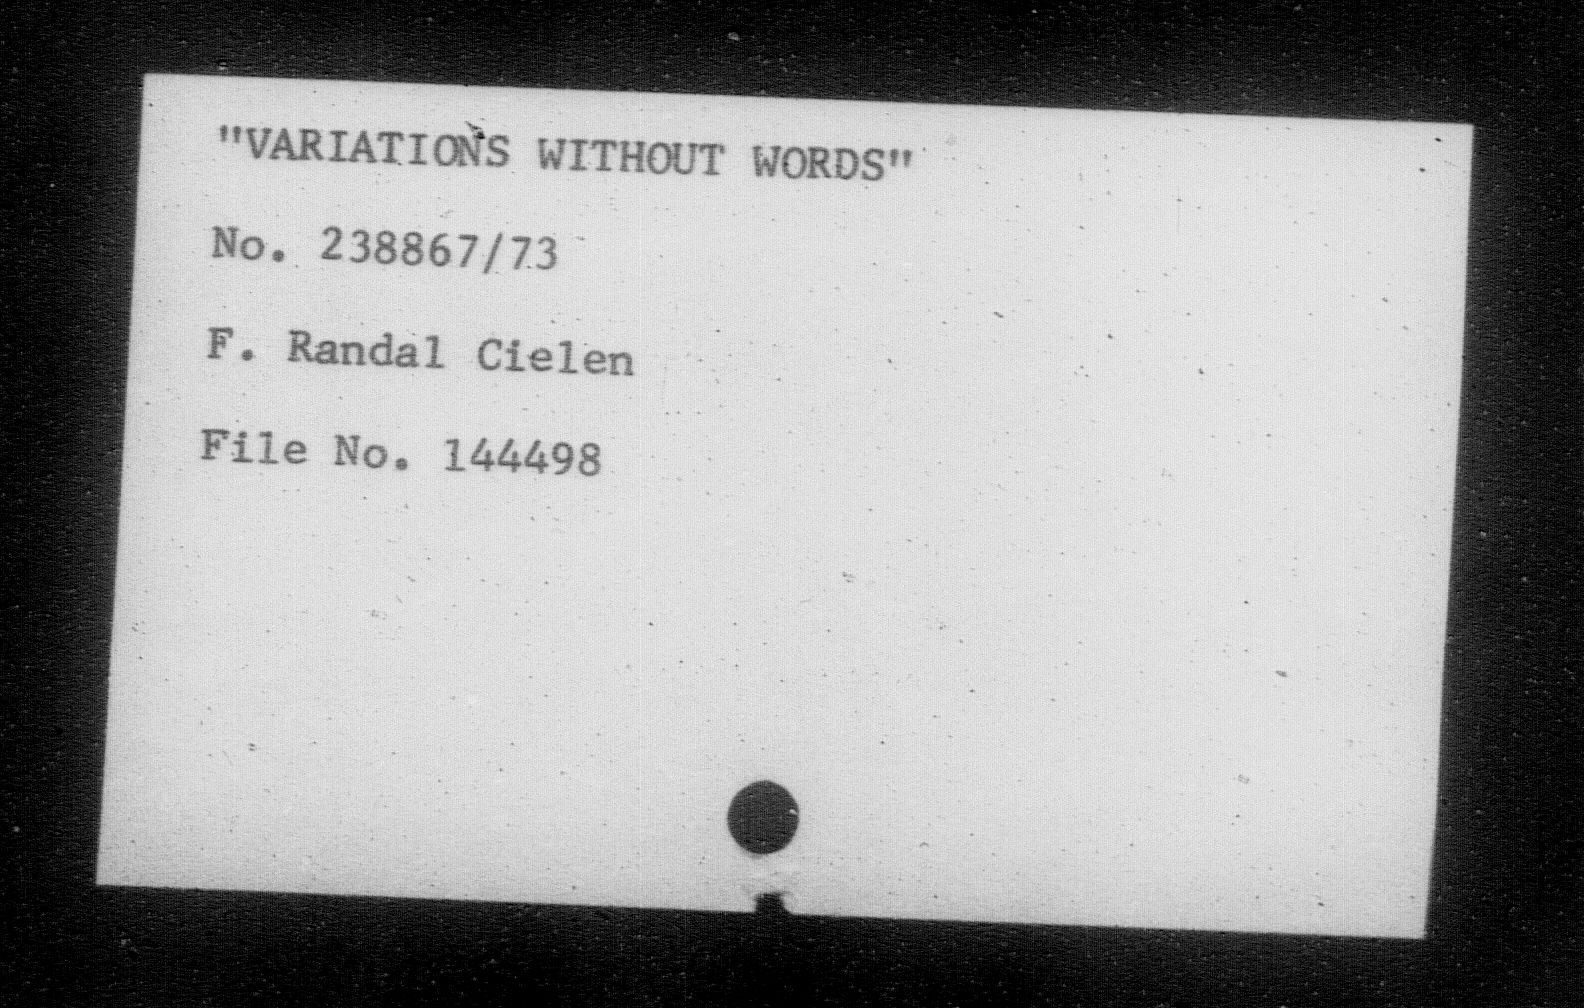 "VARIATIONS WITHOUT WORDS"
No. 238867/73
F. Randal Cielen
File No. 144498